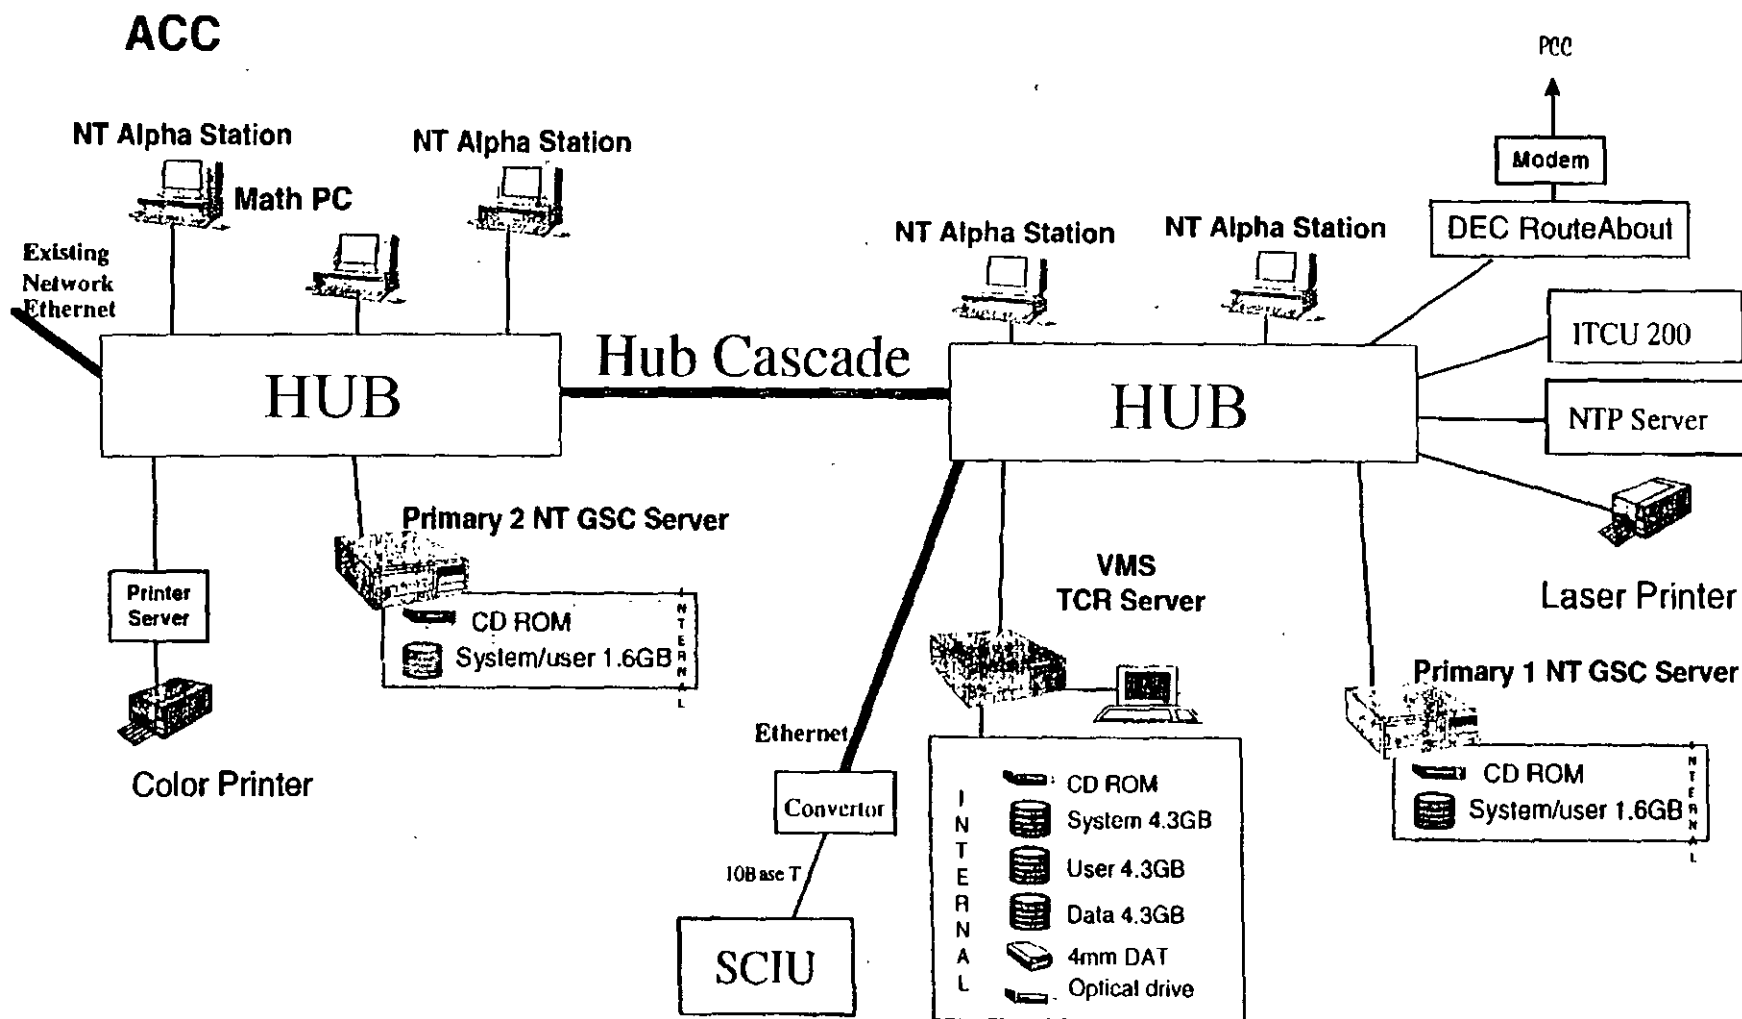 ACC
PCC
NT Alpha Station
NT Alpha Station
Math PC
Modem
NT Alpha Station
NT Alpha Station
DEC RouteAbout
Existing
Network
Ethernet
HUB
Hub Cascade
HUB
ITCU 200
NTP Server
Primary 2 NT GSC Server
Printer
Server
CD ROM
System/user 1.6GB
INTERNAL
Color Printer
VMS
TCR Server
Laser Printer
Primary 1 NT GSC Server
Ethernet
Convertor
10Base T
SCIU
INTERNAL
CD ROM
System 4.3GB
User 4.3GB
Data 4.3GB
4mm DAT
Optical drive
CD ROM
System/user 1.6GB
INTERNAL